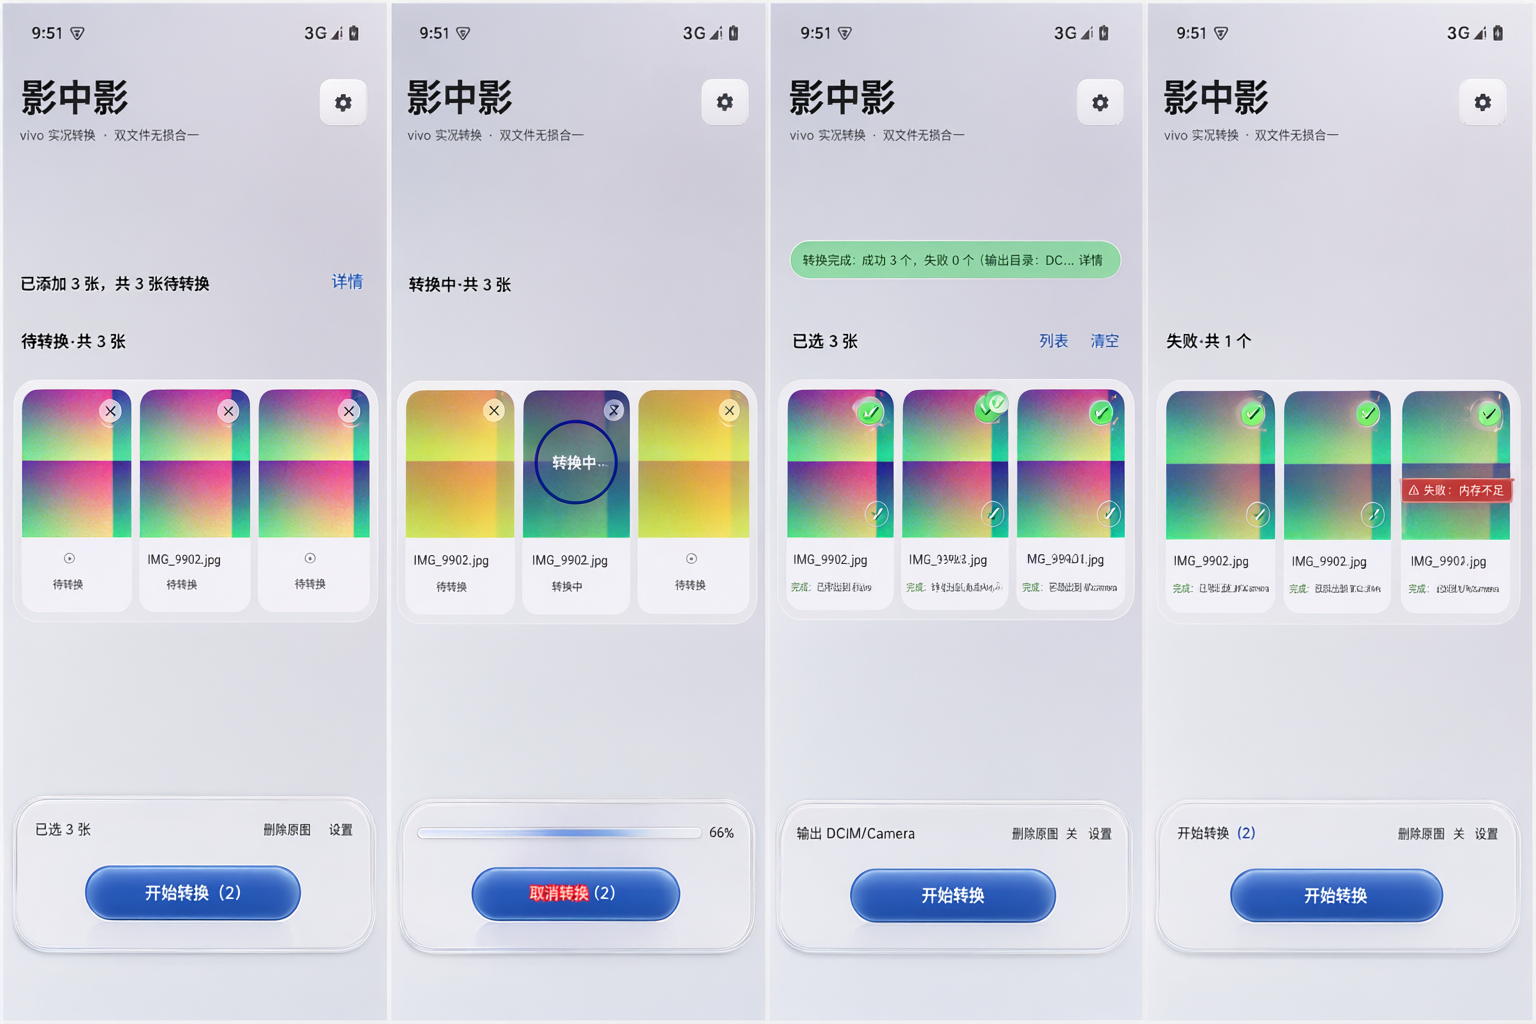 9:51 3G
影中影
vivo 实况转换 · 双文件无损合一
已添加 3 张，共 3 张待转换 详情
待转换·共 3 张
IMG_9902.jpg
待转换 待转换 待转换
已选 3 张 删除原图 设置
开始转换（2）
9:51 3G
影中影
vivo 实况转换 · 双文件无损合一
转换中·共 3 张
转换中...
IMG_9902.jpg IMG_9902.jpg
待转换 转换中 待转换
66%
取消转换（2）
9:51 3G
影中影
vivo 实况转换 · 双文件无损合一
转换完成：成功 3 个，失败 0 个（输出目录：DC... 详情
已选 3 张 列表 清空
IMG_9902.jpg
完成： 完成： 完成：
输出 DCIM/Camera 删除原图 关 设置
开始转换
9:51 3G
影中影
vivo 实况转换 · 双文件无损合一
失败·共 1 个
失败：内存不足
IMG_9902.jpg IMG_9902.jpg IMG_9902.jpg
完成： 完成： 完成：
开始转换 (2) 删除原图 关 设置
开始转换